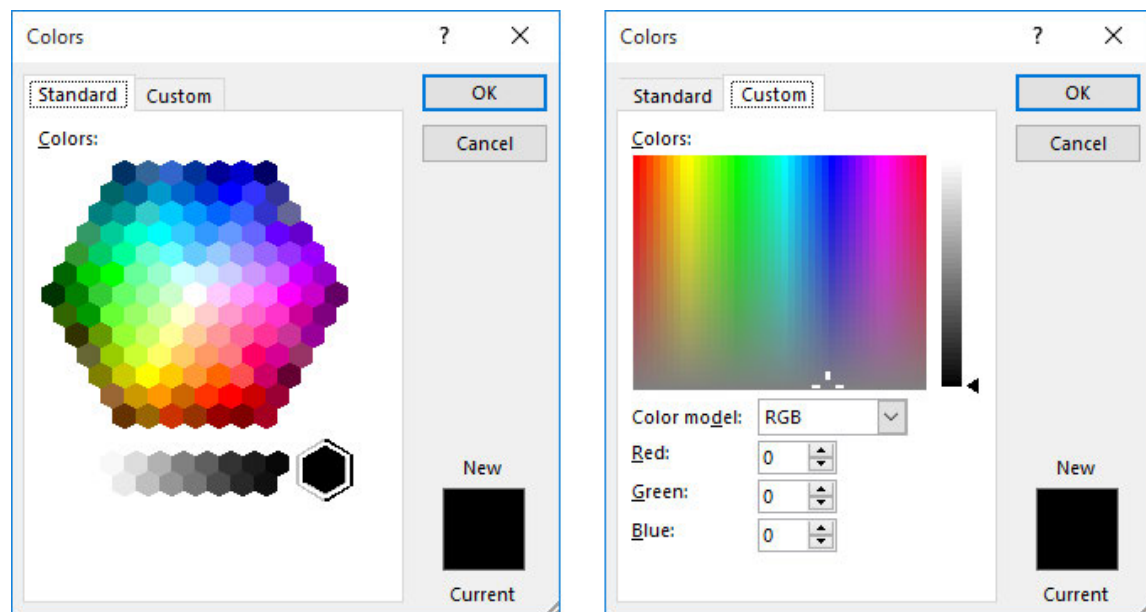 Colors ? ×
Standard Custom OK
Colors: Cancel
New
Current
Colors ? ×
Standard Custom OK
Colors: Cancel
Color model: RGB
Red: 0
Green: 0
Blue: 0
New
Current